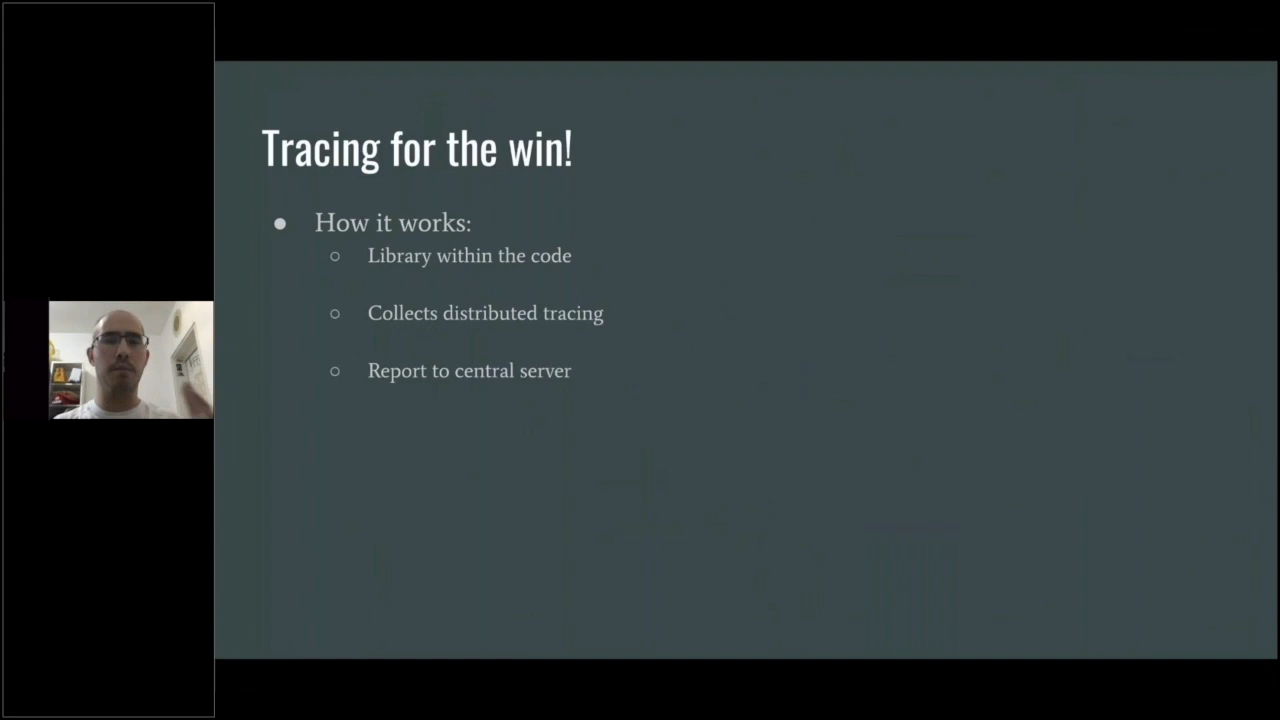 Tracing for the win!
● How it works:
○ Library within the code
○ Collects distributed tracing
○ Report to central server